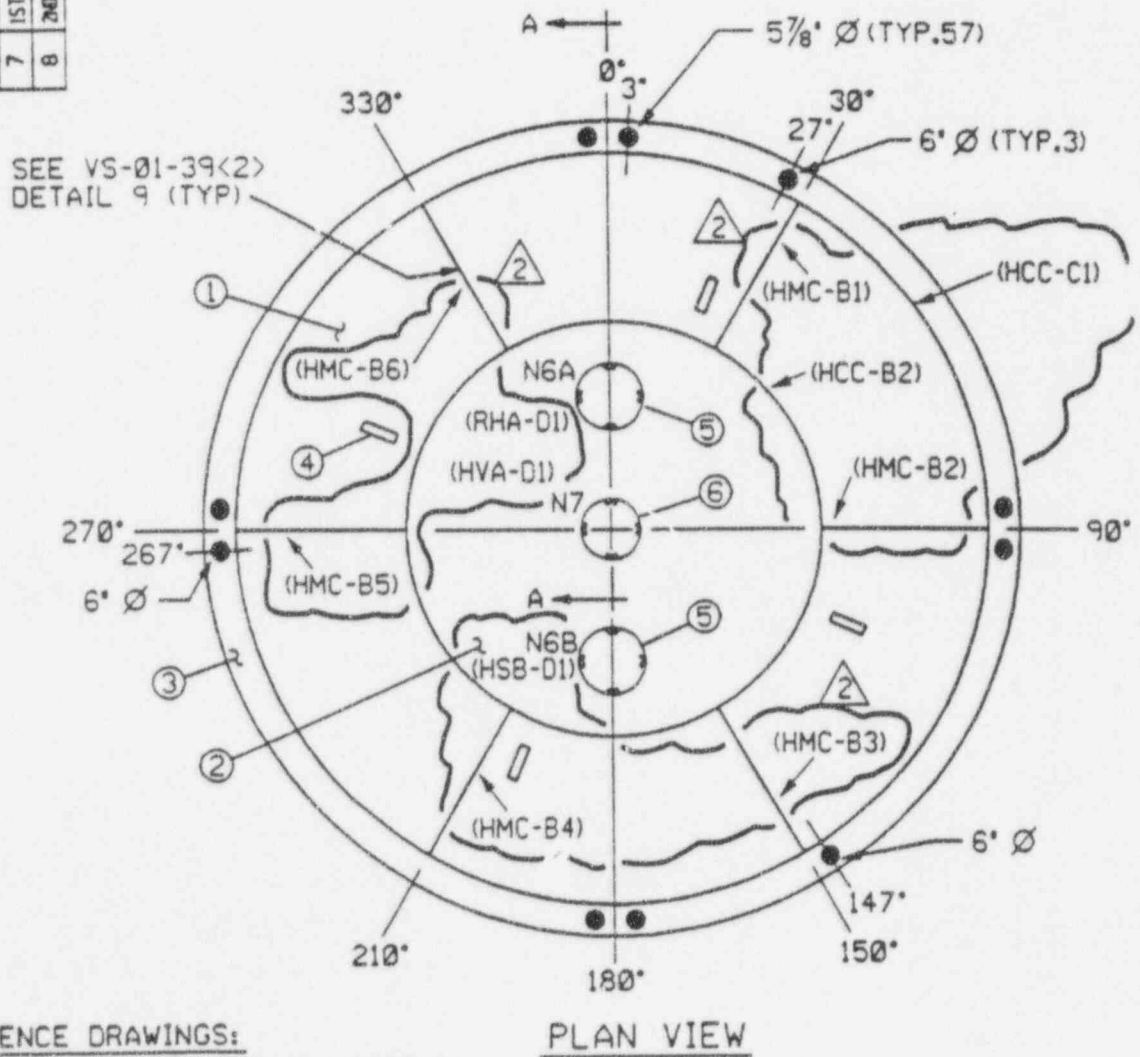 7 1ST
8 2ND
A
5⅞" Ø (TYP.57)
0°
3°
330°
30°
27°
6" Ø (TYP.3)
SEE VS-01-39<2>
DETAIL 9 (TYP)
2
2
1
(HMC-B1)
(HCC-C1)
(HMC-B6)
N6A
(HCC-B2)
(RHA-D1)
5
4
(HVA-D1)
(HMC-B2)
N7
6
270°
90°
267°
6" Ø
(HMC-B5)
A
5
N6B
(HSB-D1)
3
2
2
(HMC-B3)
(HMC-B4)
6" Ø
147°
210°
150°
180°
ENCE DRAWINGS:
PLAN VIEW